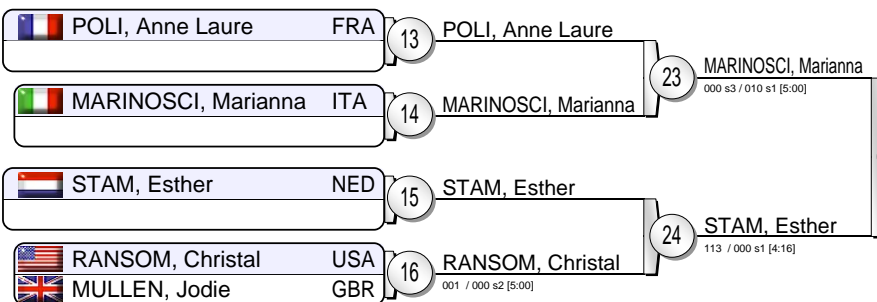 POLI, Anne Laure FRA
13
POLI, Anne Laure
MARINOSCI, Marianna ITA
14
MARINOSCI, Marianna
23
MARINOSCI, Marianna
000 s3 / 010 s1 [5:00]
STAM, Esther NED
15
STAM, Esther
RANSOM, Christal USA
MULLEN, Jodie GBR
16
RANSOM, Christal
001 / 000 s2 [5:00]
24
STAM, Esther
113 / 000 s1 [4:16]